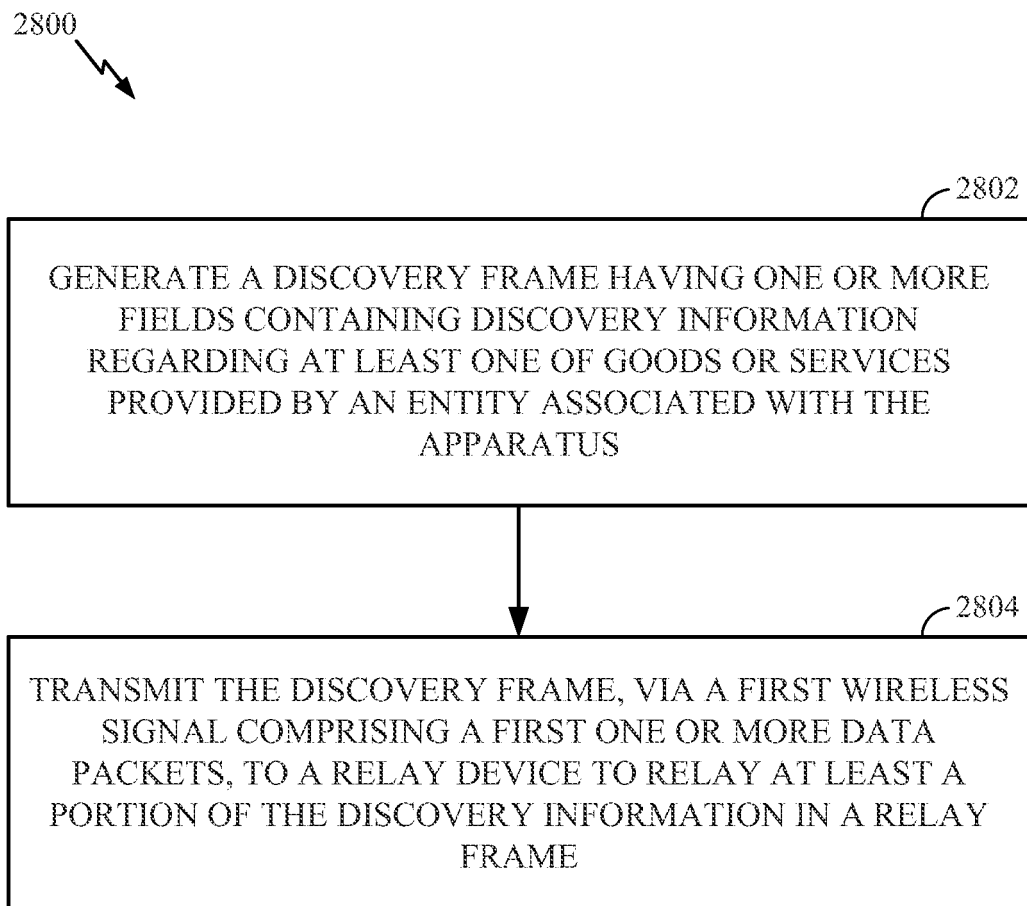 2800
2802
GENERATE A DISCOVERY FRAME HAVING ONE OR MORE
FIELDS CONTAINING DISCOVERY INFORMATION
REGARDING AT LEAST ONE OF GOODS OR SERVICES
PROVIDED BY AN ENTITY ASSOCIATED WITH THE
APPARATUS
2804
TRANSMIT THE DISCOVERY FRAME, VIA A FIRST WIRELESS
SIGNAL COMPRISING A FIRST ONE OR MORE DATA
PACKETS, TO A RELAY DEVICE TO RELAY AT LEAST A
PORTION OF THE DISCOVERY INFORMATION IN A RELAY
FRAME